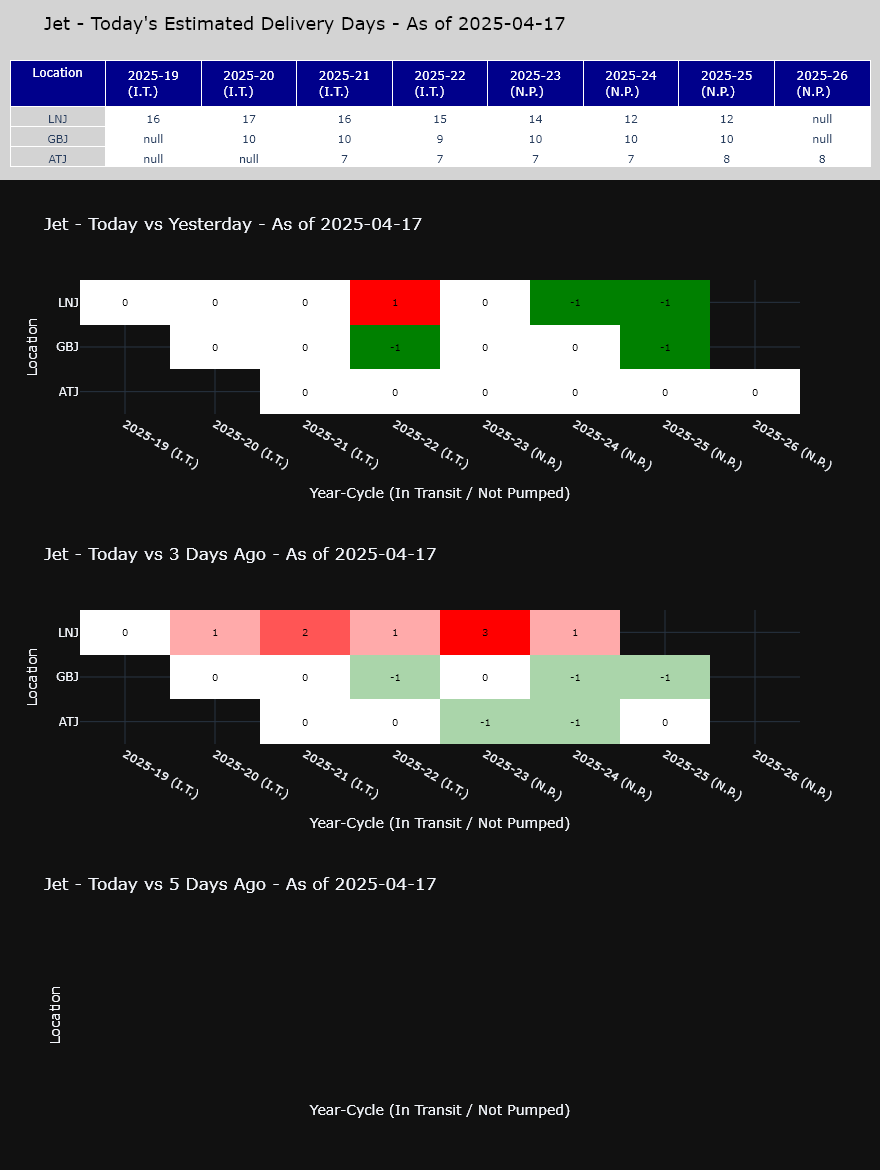 Jet - Today's Estimated Delivery Days - As of 2025-04-17
Location 2025-19 (I.T.) 2025-20 (I.T.) 2025-21 (I.T.) 2025-22 (I.T.) 2025-23 (N.P.) 2025-24 (N.P.) 2025-25 (N.P.) 2025-26 (N.P.)
LNJ 16 17 16 15 14 12 12 null
GBJ null 10 10 9 10 10 10 null
ATJ null null 7 7 7 7 8 8
Jet - Today vs Yesterday - As of 2025-04-17
Location
LNJ 0 0 0 1 0 -1 -1
GBJ 0 0 -1 0 0 -1
ATJ 0 0 0 0 0 0
2025-19 (I.T.) 2025-20 (I.T.) 2025-21 (I.T.) 2025-22 (I.T.) 2025-23 (N.P.) 2025-24 (N.P.) 2025-25 (N.P.) 2025-26 (N.P.)
Year-Cycle (In Transit / Not Pumped)
Jet - Today vs 3 Days Ago - As of 2025-04-17
Location
LNJ 0 1 2 1 3 1
GBJ 0 0 -1 0 -1 -1
ATJ 0 0 -1 -1 0
2025-19 (I.T.) 2025-20 (I.T.) 2025-21 (I.T.) 2025-22 (I.T.) 2025-23 (N.P.) 2025-24 (N.P.) 2025-25 (N.P.) 2025-26 (N.P.)
Year-Cycle (In Transit / Not Pumped)
Jet - Today vs 5 Days Ago - As of 2025-04-17
Location
Year-Cycle (In Transit / Not Pumped)